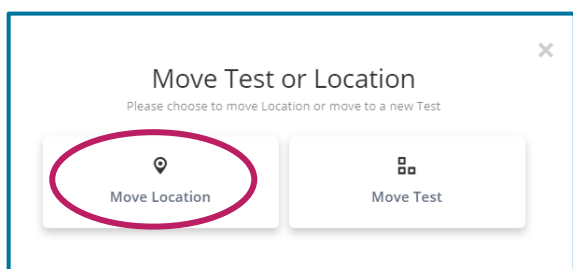 Move Test or Location
Please choose to move Location or move to a new Test
Move Location
Move Test